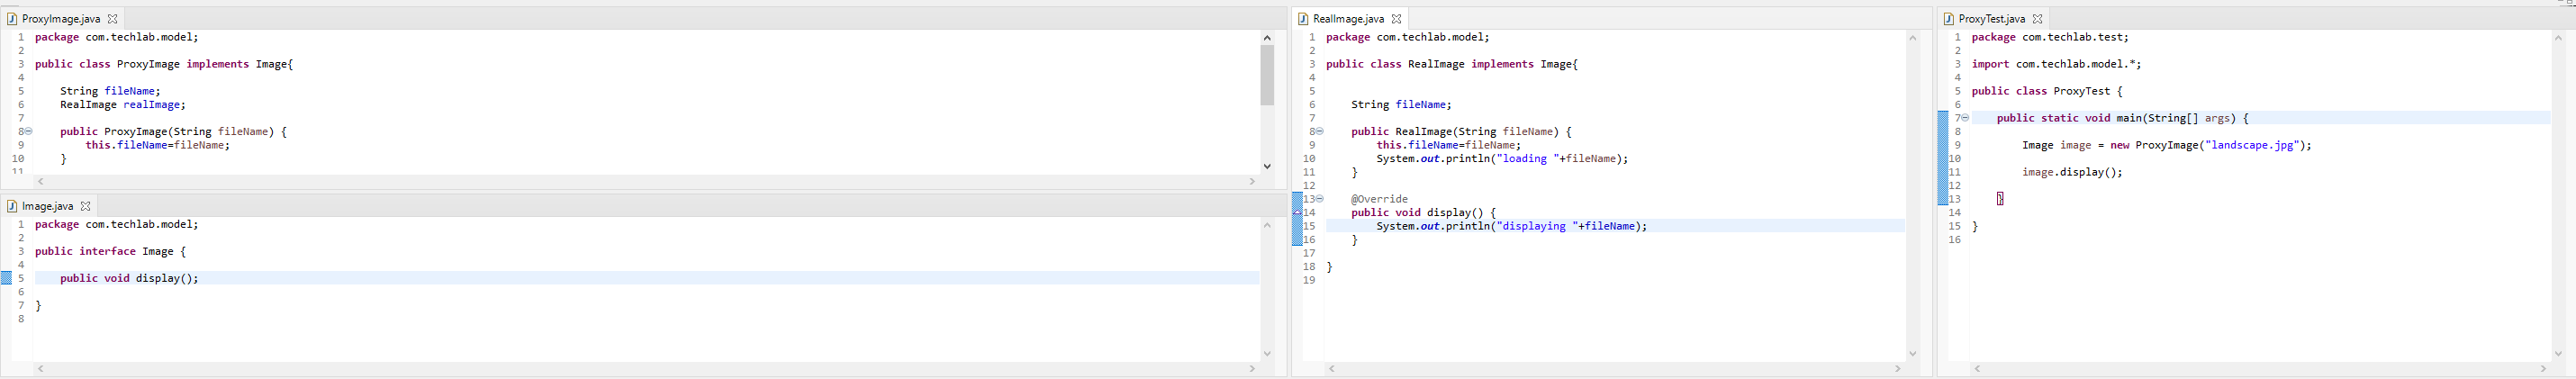 ProxyImage.java
1 package com.techlab.model;
2
3 public class ProxyImage implements Image{
4
5 String fileName;
6 RealImage realImage;
7
8 public ProxyImage(String fileName) {
9 this.fileName=fileName;
10 }
11
Image.java
1 package com.techlab.model;
2
3 public interface Image {
4
5 public void display();
6
7 }
8
RealImage.java
1 package com.techlab.model;
2
3 public class RealImage implements Image{
4
5
6 String fileName;
7
8 public RealImage(String fileName) {
9 this.fileName=fileName;
10 System.out.println("loading "+fileName);
11 }
12
13 @Override
14 public void display() {
15 System.out.println("displaying "+fileName);
16 }
17
18 }
19
ProxyTest.java
1 package com.techlab.test;
2
3 import com.techlab.model.*;
4
5 public class ProxyTest {
6
7 public static void main(String[] args) {
8
9 Image image = new ProxyImage("landscape.jpg");
10
11 image.display();
12
13 }
14
15 }
16